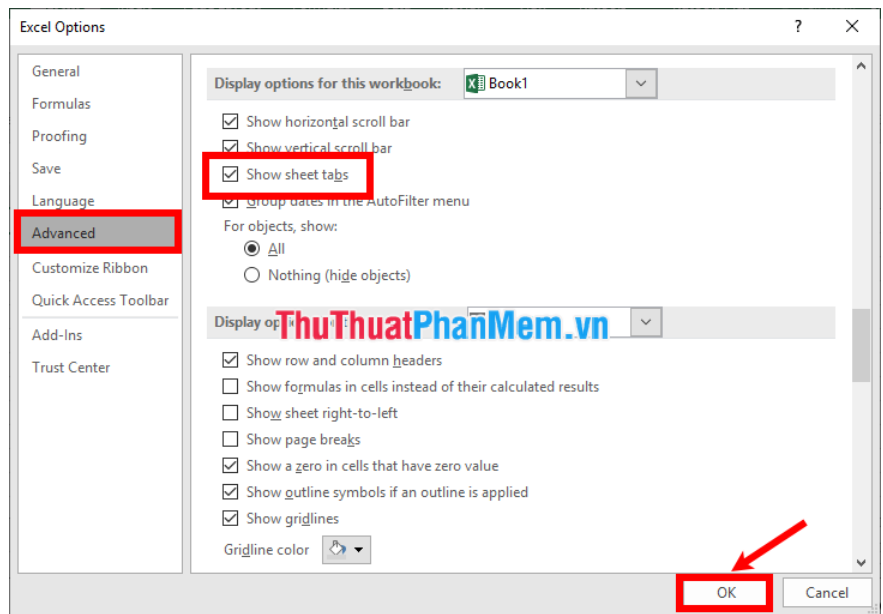 Excel Options
General
Formulas
Proofing
Save
Language
Advanced
Customize Ribbon
Quick Access Toolbar
Add-Ins
Trust Center
Display options for this workbook: Book1
Show horizontal scroll bar
Show vertical scroll bar
Show sheet tabs
Group dates in the AutoFilter menu
For objects, show:
All
Nothing (hide objects)
Display
ThuThuatPhanMem.vn
Show row and column headers
Show formulas in cells instead of their calculated results
Show sheet right-to-left
Show page breaks
Show a zero in cells that have zero value
Show outline symbols if an outline is applied
Show gridlines
Gridline color
OK Cancel